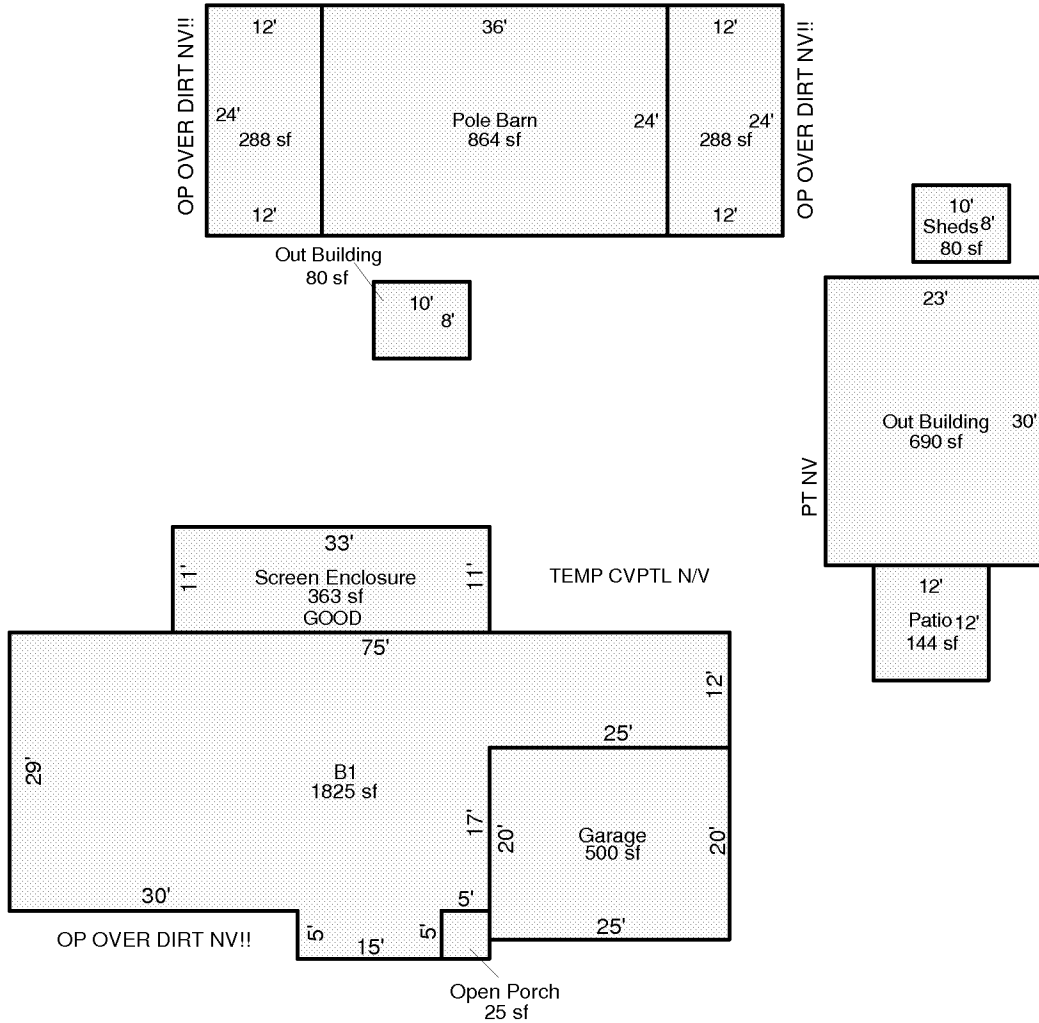 12'
36'
12'
OP OVER DIRT NV!!
24'
288 sf
Pole Barn
864 sf
24'
288 sf
24'
OP OVER DIRT NV!!
12'
12'
Out Building
80 sf
10'
8'
10'
Sheds 8'
80 sf
23'
Out Building
690 sf
30'
PT NV
12'
Patio 12'
144 sf
33'
11'
Screen Enclosure
363 sf
GOOD
11'
TEMP CVPTL N/V
75'
12'
25'
29'
B1
1825 sf
17'
20'
Garage
500 sf
20'
30'
5'
OP OVER DIRT NV!!
5'
15'
5'
25'
Open Porch
25 sf